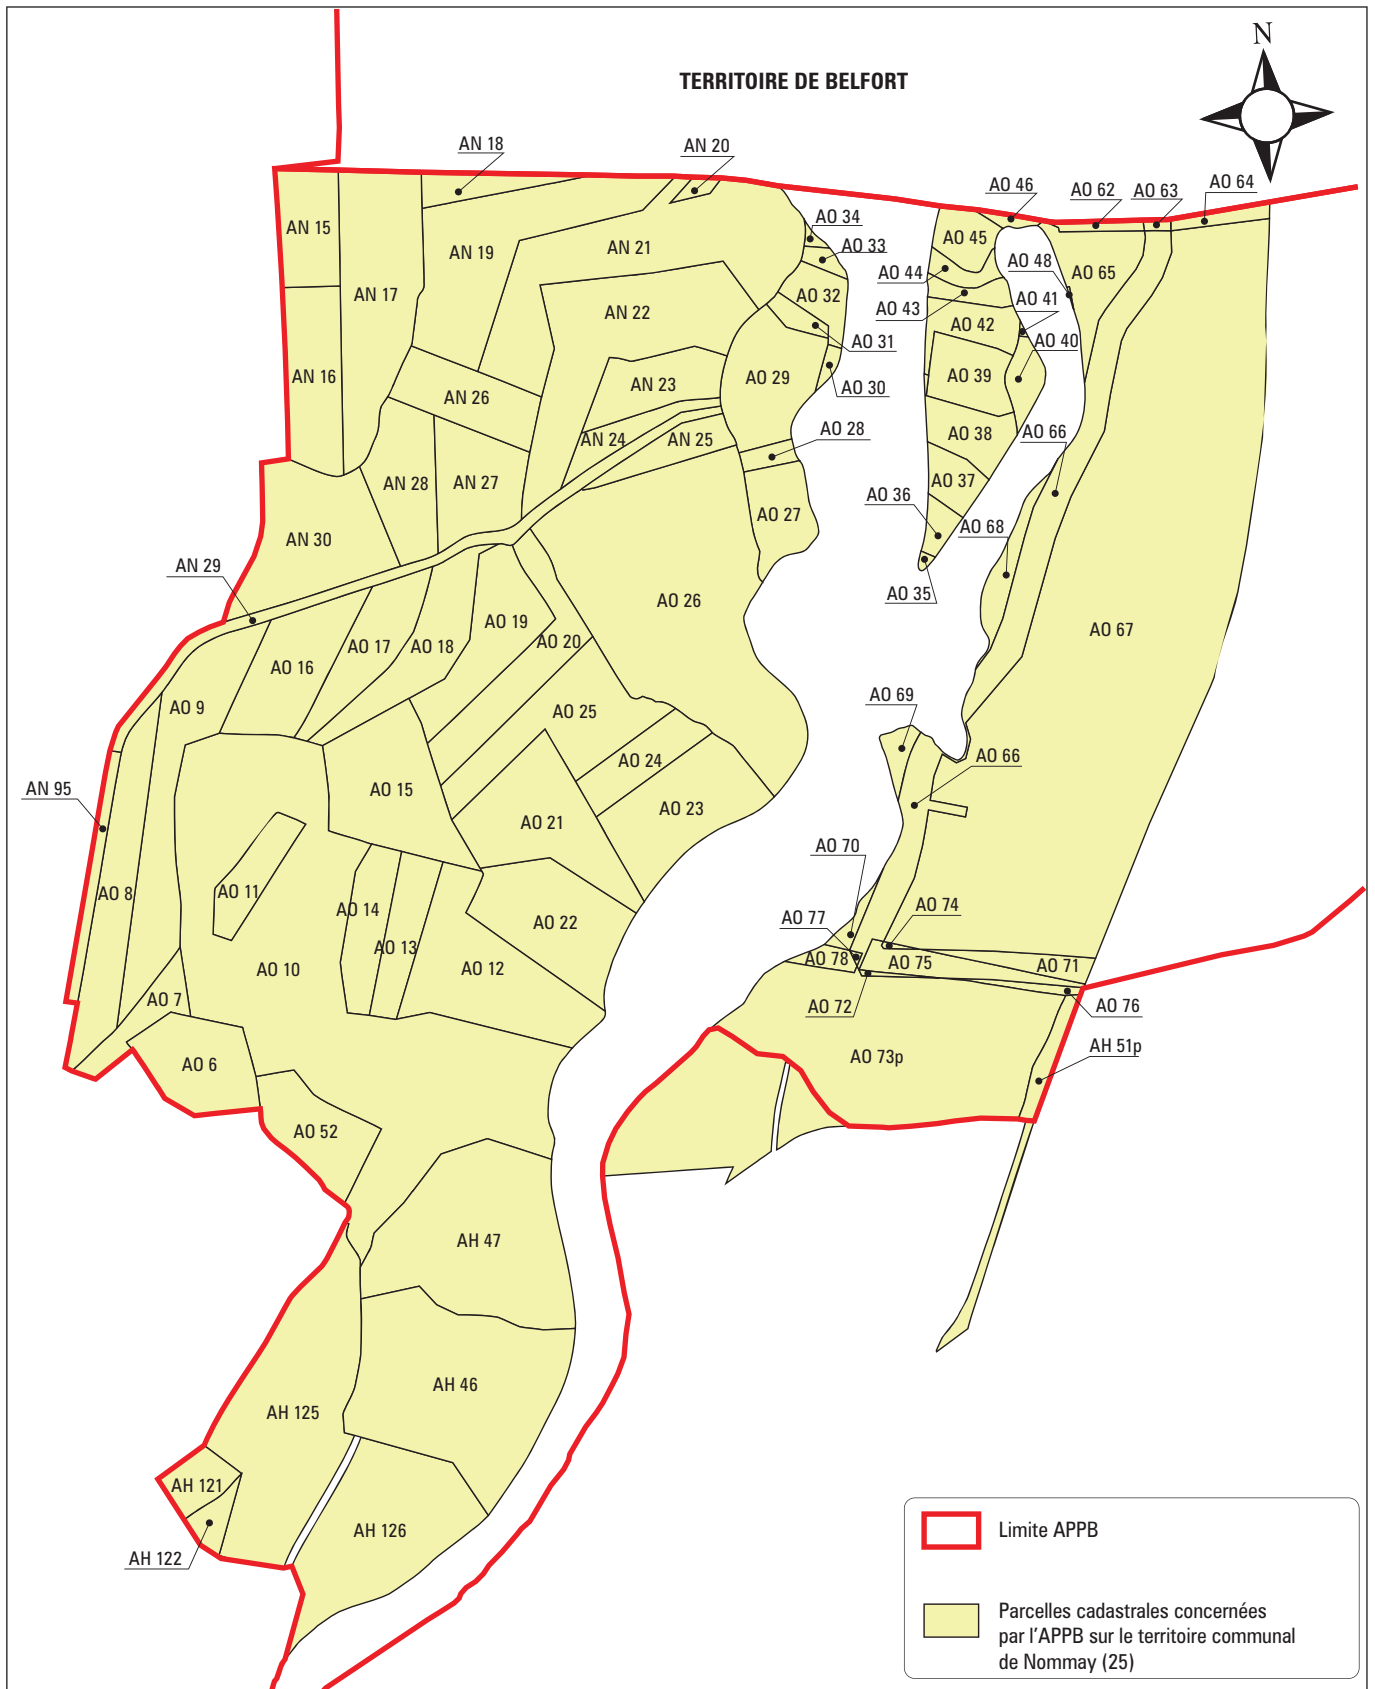 N
TERRITOIRE DE BELFORT
AN 18
AN 20
AO 46
AO 62
AO 63
AO 64
AN 15
AO 34
AO 33
AO 45
AN 19
AN 21
AO 44
AO 48
AO 65
AN 17
AO 32
AO 43
AO 41
AN 22
AO 42
AO 31
AO 40
AN 16
AN 23
AO 29
AO 39
AO 30
AN 26
AN 24
AN 25
AO 28
AO 38
AO 66
AN 28
AN 27
AO 37
AO 36
AO 27
AO 68
AN 30
AN 29
AO 35
AO 26
AO 19
AO 67
AO 17
AO 18
AO 20
AO 16
AO 9
AO 25
AO 69
AO 24
AO 66
AN 95
AO 15
AO 23
AO 21
AO 70
AO 8
AO 11
AO 14
AO 22
AO 74
AO 77
AO 13
AO 78
AO 75
AO 71
AO 10
AO 12
AO 7
AO 72
AO 76
AO 6
AO 73p
AH 51p
AO 52
AH 47
AH 46
AH 125
AH 121
AH 126
AH 122
Limite APPB
Parcelles cadastrales concernées
par l'APPB sur le territoire communal
de Nommay (25)